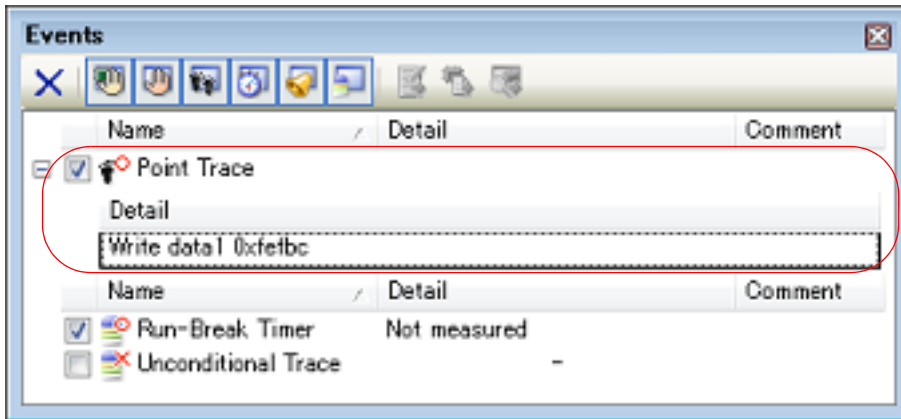 Events
Name Detail Comment
Point Trace
Detail
Write data1 0xfefbc
Name Detail Comment
Run-Break Timer Not measured
Unconditional Trace -